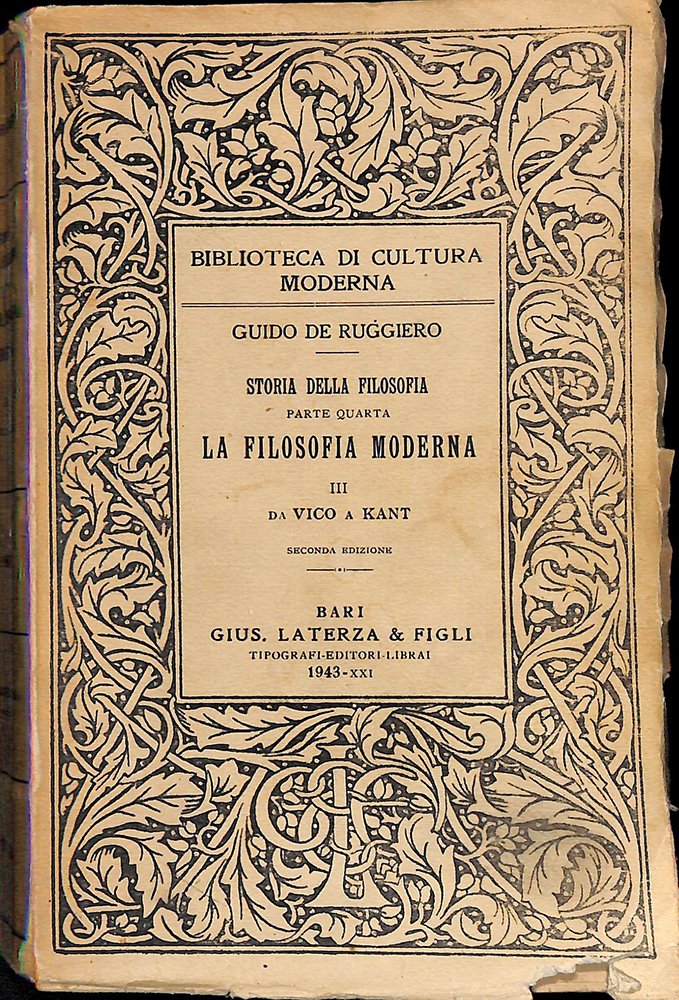 BIBLIOTECA DI CULTURA
MODERNA
GUIDO DE RUGGIERO
STORIA DELLA FILOSOFIA
PARTE QUARTA
LA FILOSOFIA MODERNA
III
DA VICO A KANT
SECONDA EDIZIONE
BARI
GIUS. LATERZA & FIGLI
TIPOGRAFI-EDITORI-LIBRAI
1943-XXI